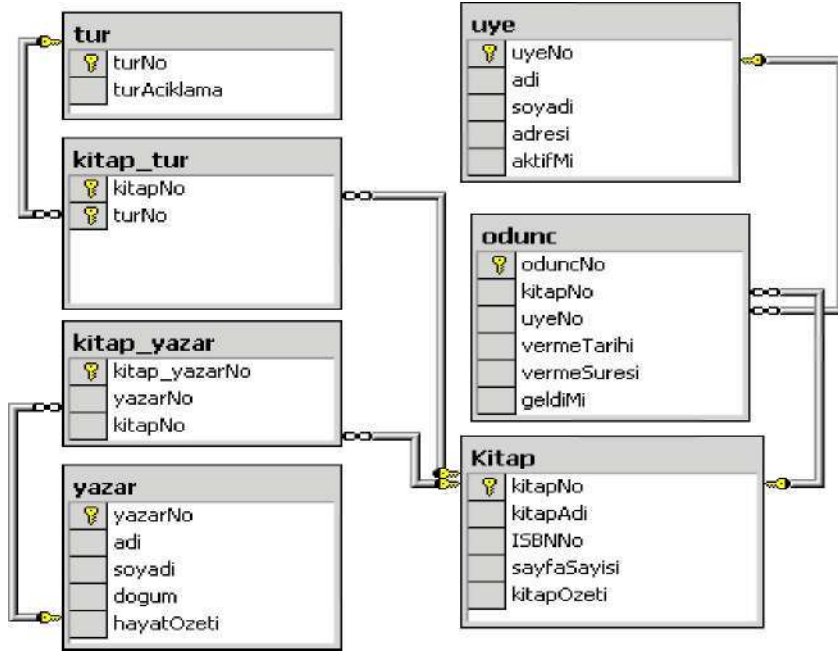 tur
turNo
turAciklama
kitap_tur
kitapNo
turNo
kitap_yazar
kitap_yazarNo
yazarNo
kitapNo
yazar
yazarNo
adi
soyadi
dogum
hayatOzeti
uye
uyeNo
adi
soyadi
adresi
aktifMi
odunc
oduncNo
kitapNo
uyeNo
vermeTarihi
vermeSuresi
geldiMi
Kitap
kitapNo
kitapAdi
ISBNNo
sayfaSayisi
kitapOzeti